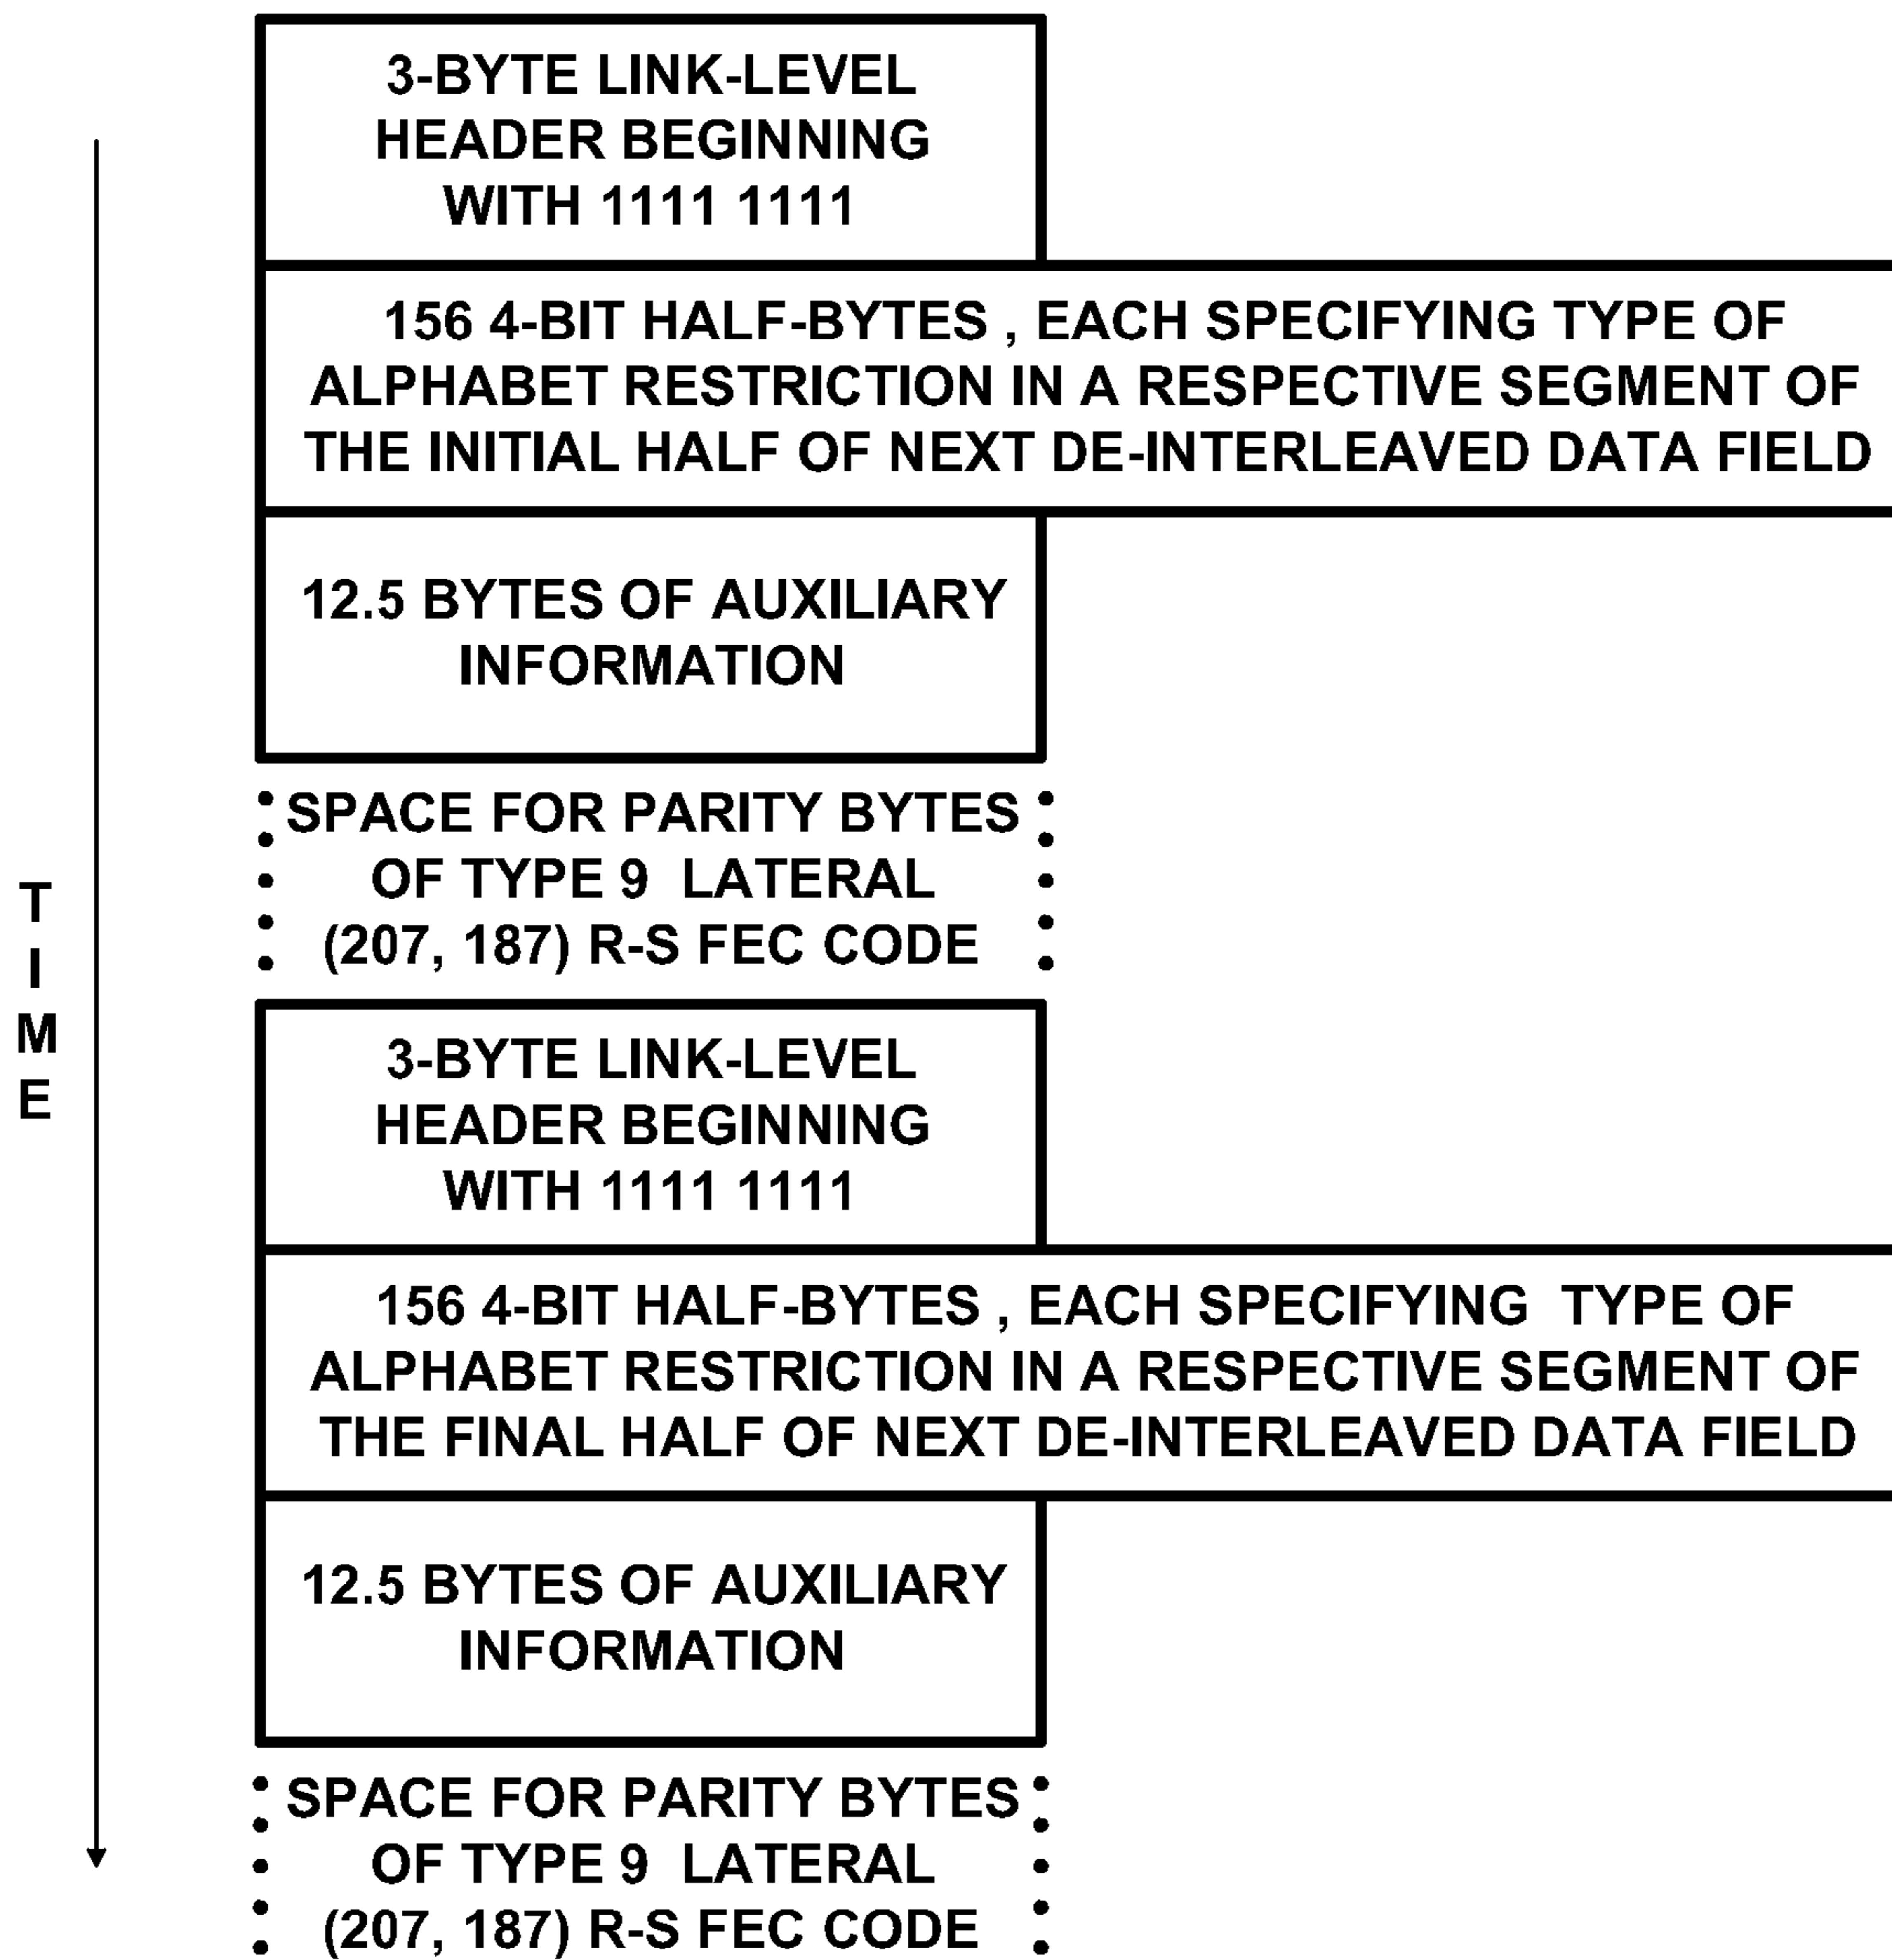 3-BYTE LINK-LEVEL
HEADER BEGINNING
WITH 1111 1111
156 4-BIT HALF-BYTES , EACH SPECIFYING TYPE OF
ALPHABET RESTRICTION IN A RESPECTIVE SEGMENT OF
THE INITIAL HALF OF NEXT DE-INTERLEAVED DATA FIELD
12.5 BYTES OF AUXILIARY
INFORMATION
SPACE FOR PARITY BYTES
OF TYPE 9 LATERAL
(207, 187) R-S FEC CODE
TIME
3-BYTE LINK-LEVEL
HEADER BEGINNING
WITH 1111 1111
156 4-BIT HALF-BYTES , EACH SPECIFYING TYPE OF
ALPHABET RESTRICTION IN A RESPECTIVE SEGMENT OF
THE FINAL HALF OF NEXT DE-INTERLEAVED DATA FIELD
12.5 BYTES OF AUXILIARY
INFORMATION
SPACE FOR PARITY BYTES
OF TYPE 9 LATERAL
(207, 187) R-S FEC CODE